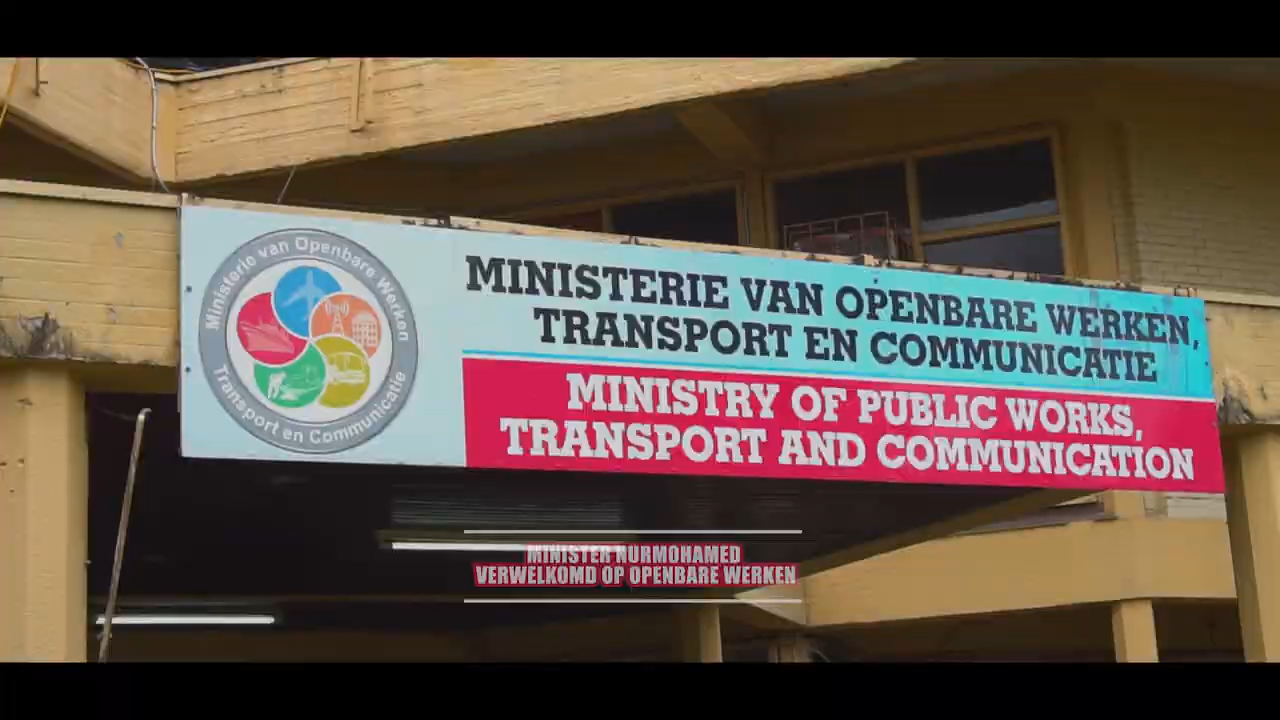 Ministerie van Openbare Werken
Transport en Communicatie
MINISTERIE VAN OPENBARE WERKEN,
TRANSPORT EN COMMUNICATIE
MINISTRY OF PUBLIC WORKS,
TRANSPORT AND COMMUNICATION
MINISTER NURMOHAMED
VERWELKOMD OP OPENBARE WERKEN